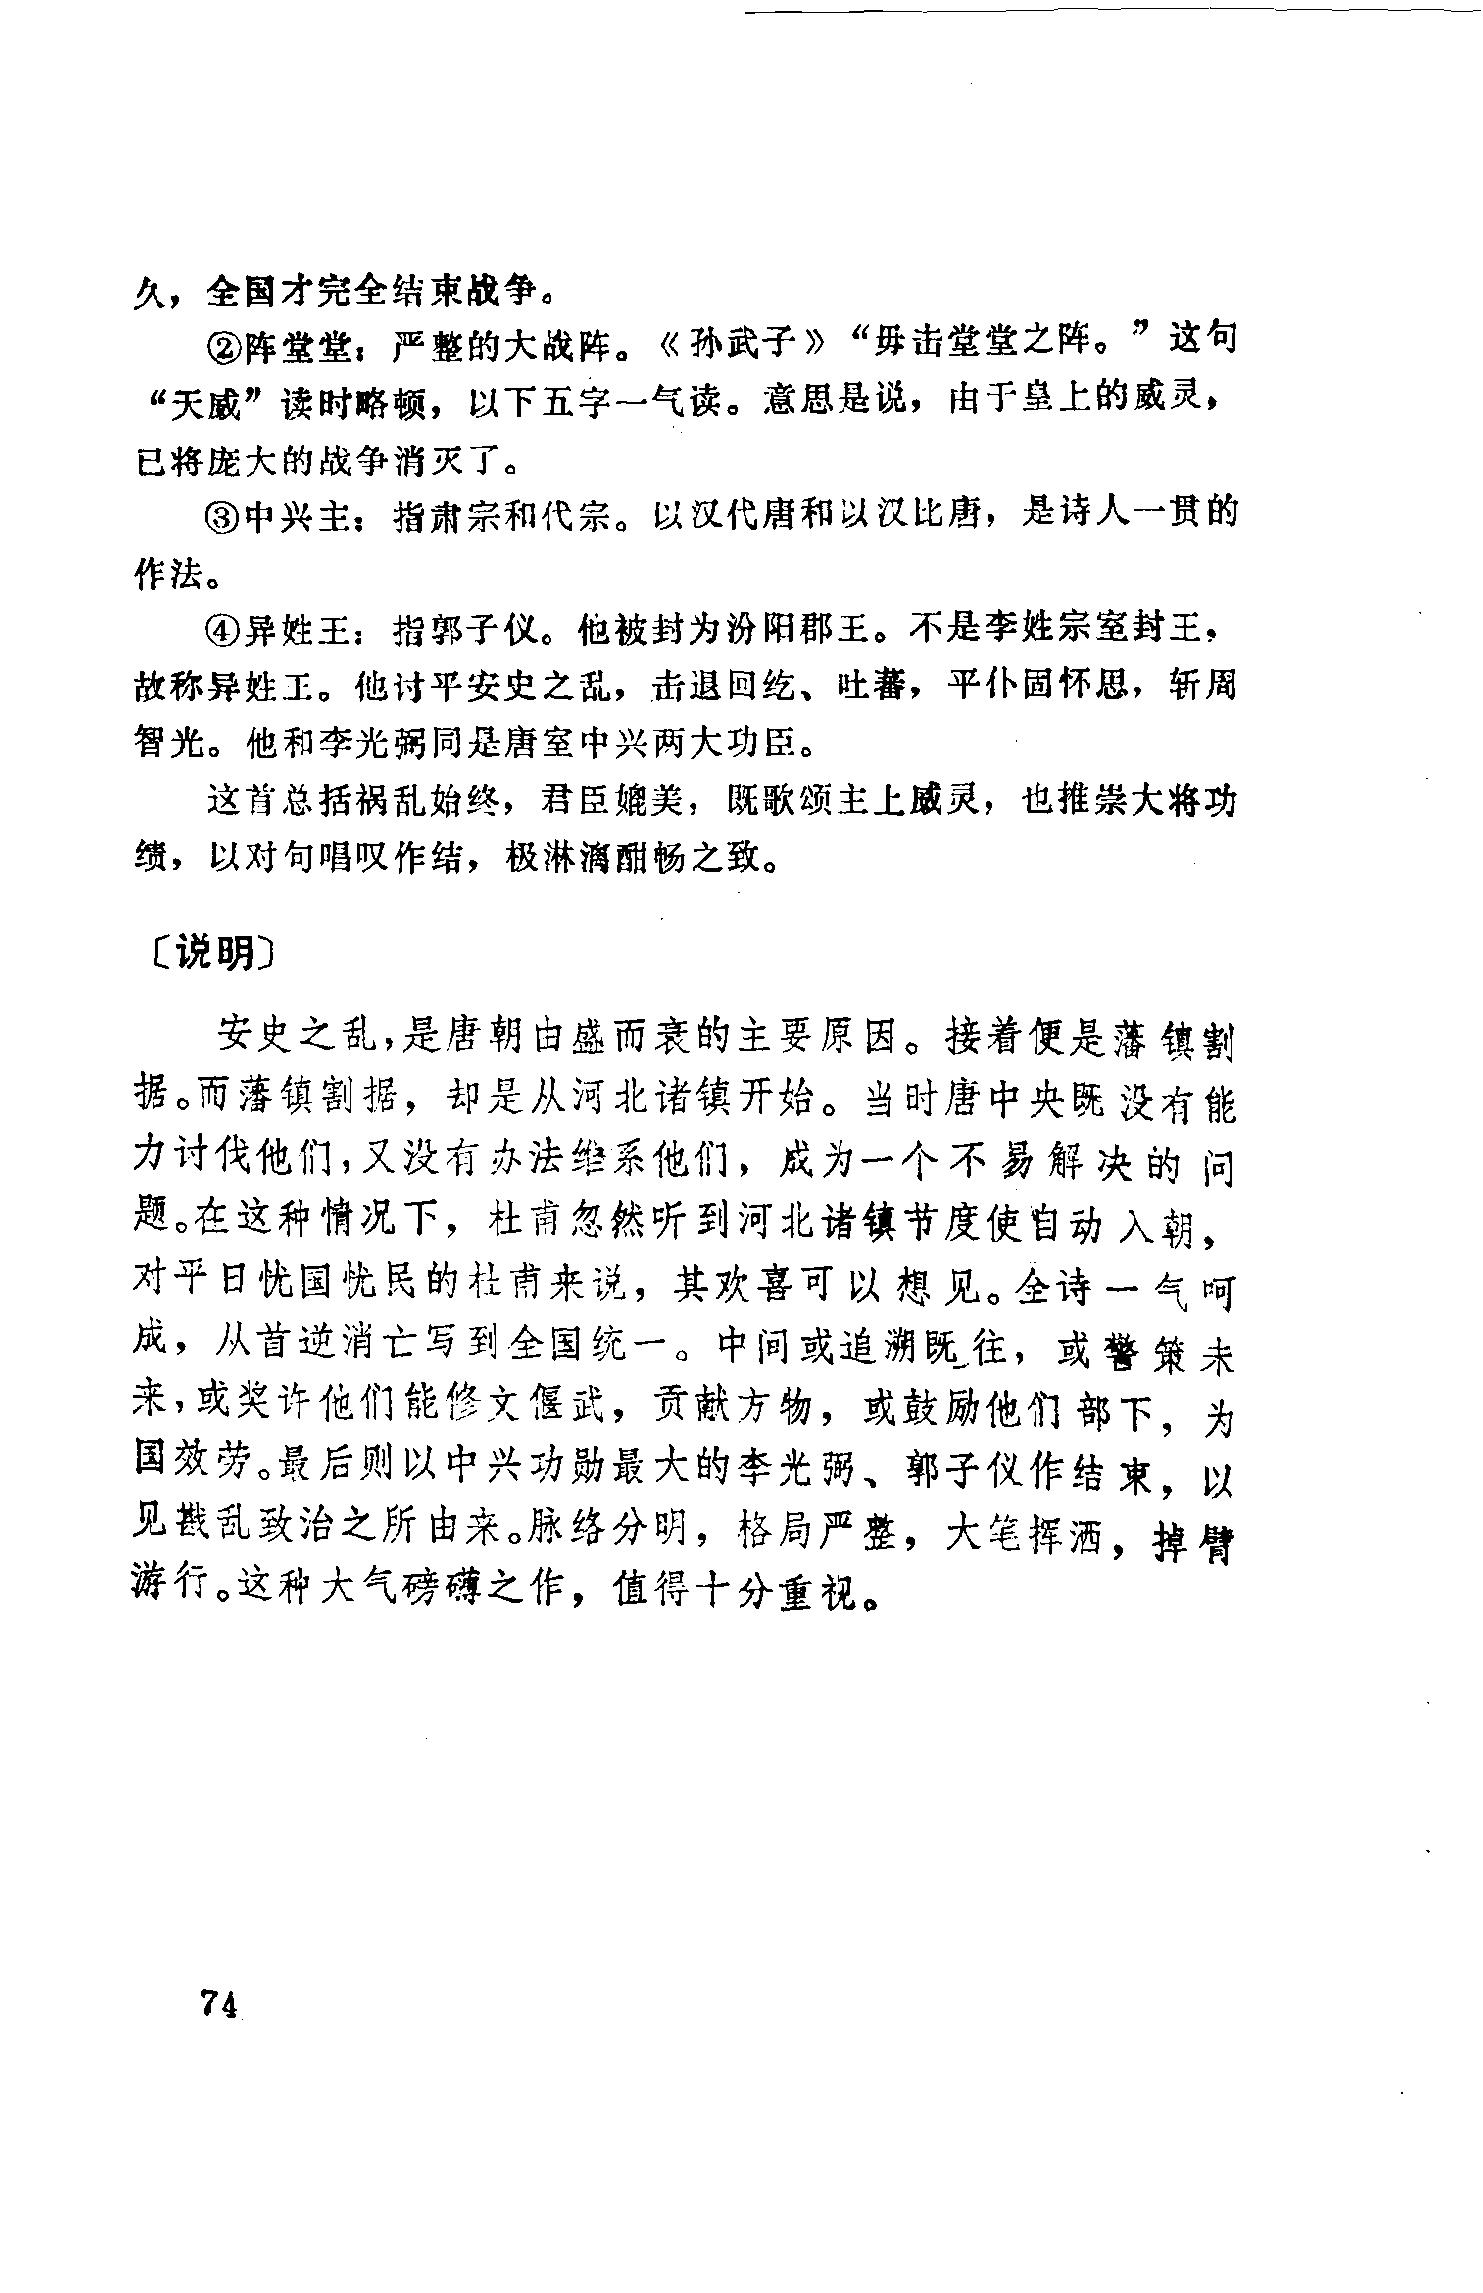 久，全国才完全结束战争。
②阵堂堂：严整的大战阵。《孙武子》“毋击堂堂之阵。”这句
“天威”读时略顿，以下五字一气读。意思是说，由于皇上的威灵，
已将庞大的战争消灭了。
③中兴主：指肃宗和代宗。以汉代唐和以汉比唐，是诗人一贯的
作法。
④异姓王：指郭子仪。他被封为汾阳郡王。不是李姓宗室封王，
故称异姓王。他讨平安史之乱，击退回纥、吐蕃，平仆固怀恩，斩周
智光。他和李光弼同是唐室中兴两大功臣。
这首总括祸乱始终，君臣媲美，既歌颂主上威灵，也推崇大将功
绩，以对句唱叹作结，极淋漓酣畅之致。
〔说明〕
安史之乱，是唐朝由盛而衰的主要原因。接着便是藩镇割
据。而藩镇割据，却是从河北诸镇开始。当时唐中央既没有能
力讨伐他们，又没有办法维系他们，成为一个不易解决的问
题。在这种情况下，杜甫忽然听到河北诸镇节度使自动入朝，
对平日忧国忧民的杜甫来说，其欢喜可以想见。全诗一气呵
成，从首逆消亡写到全国统一。中间或追溯既往，或警策未
来，或奖许他们能修文偃武，贡献方物，或鼓励他们部下，为
国效劳。最后则以中兴功勋最大的李光弼、郭子仪作结束，以
见戡乱致治之所由来。脉络分明，格局严整，大笔挥洒，掉臂
游行。这种大气磅礴之作，值得十分重视。
74